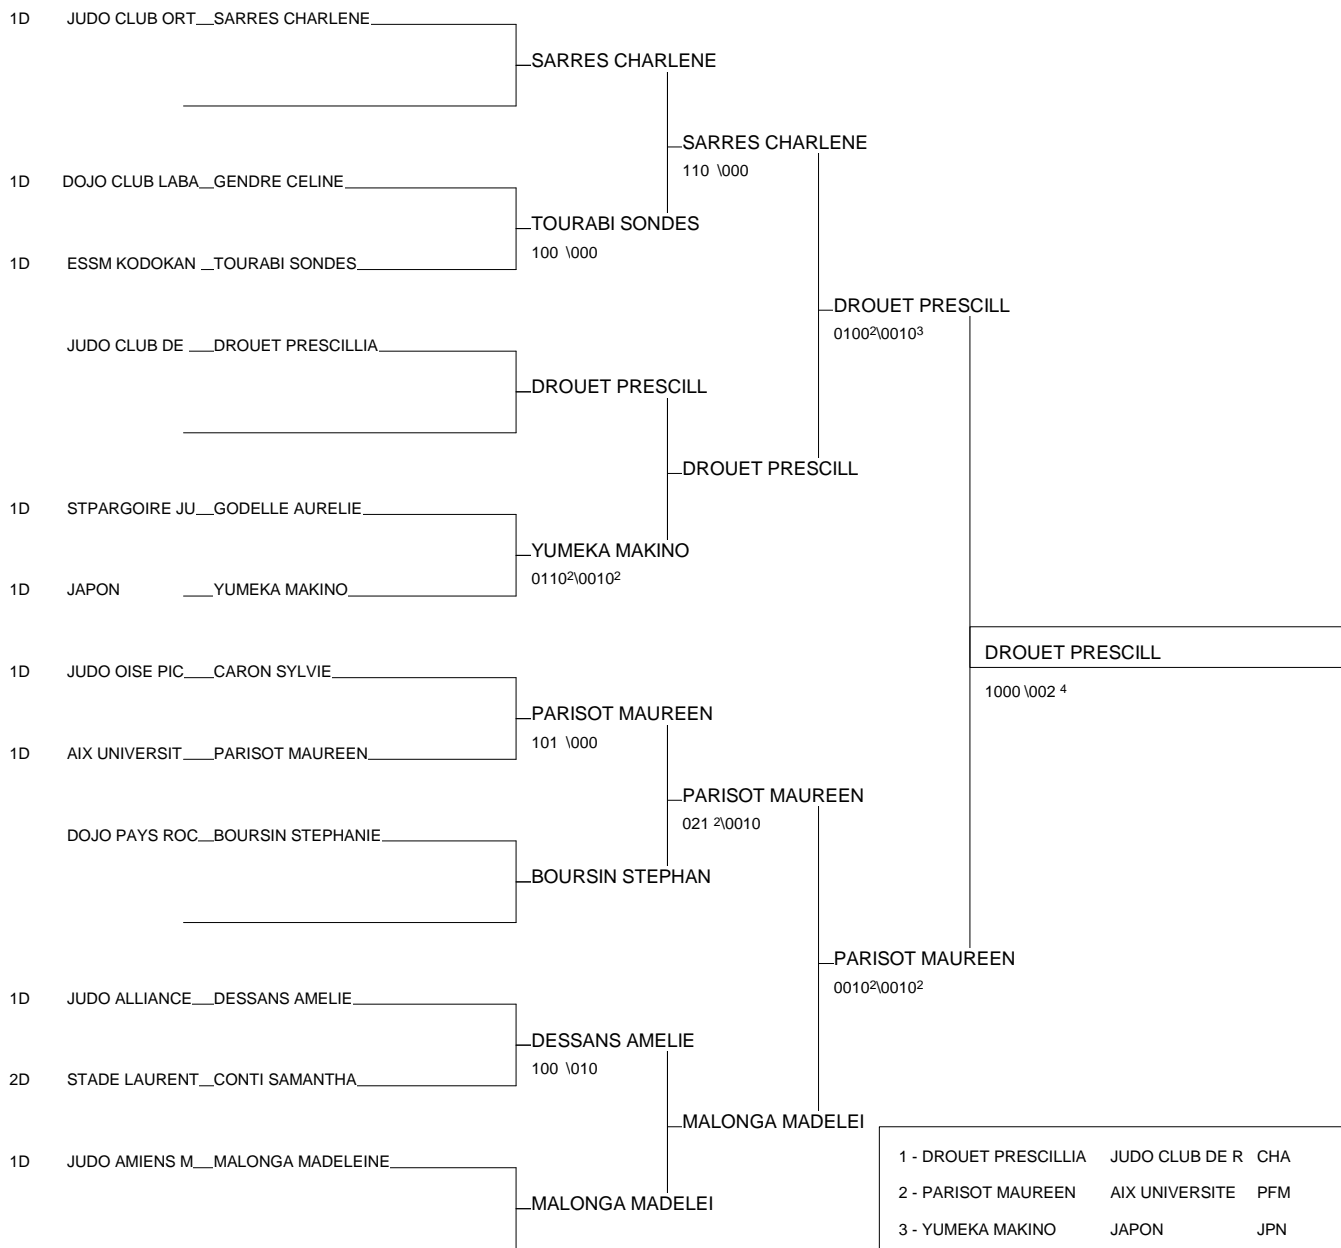 1D JUDO CLUB ORT SARRES CHARLENE
SARRES CHARLENE
SARRES CHARLENE
110 \000
1D DOJO CLUB LABA GENDRE CELINE
TOURABI SONDES
100 \000
1D ESSM KODOKAN TOURABI SONDES
DROUET PRESCILL
0100²\0010³
JUDO CLUB DE DROUET PRESCILLIA
DROUET PRESCILL
DROUET PRESCILL
1D STPARGOIRE JU GODELLE AURELIE
YUMEKA MAKINO
0110²\0010²
1D JAPON YUMEKA MAKINO
DROUET PRESCILL
1000 \002 ⁴
1D JUDO OISE PIC CARON SYLVIE
PARISOT MAUREEN
101 \000
1D AIX UNIVERSIT PARISOT MAUREEN
PARISOT MAUREEN
021 ²\0010
DOJO PAYS ROC BOURSIN STEPHANIE
BOURSIN STEPHAN
PARISOT MAUREEN
0010²\0010²
1D JUDO ALLIANCE DESSANS AMELIE
DESSANS AMELIE
100 \010
2D STADE LAURENT CONTI SAMANTHA
MALONGA MADELEI
1D JUDO AMIENS M MALONGA MADELEINE
MALONGA MADELEI
1 - DROUET PRESCILLIA JUDO CLUB DE R CHA
2 - PARISOT MAUREEN AIX UNIVERSITE PFM
3 - YUMEKA MAKINO JAPON JPN